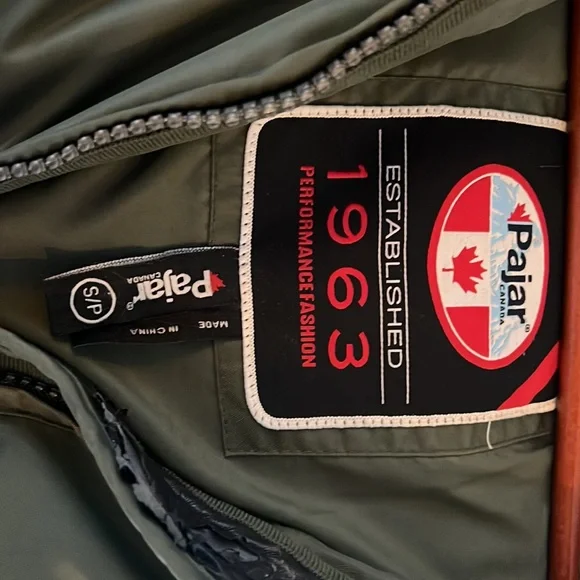 Pajar®
CANADA
ESTABLISHED
1963
PERFORMANCE FASHION
Pajar®
CANADA
S/P
MADE
IN CHINA